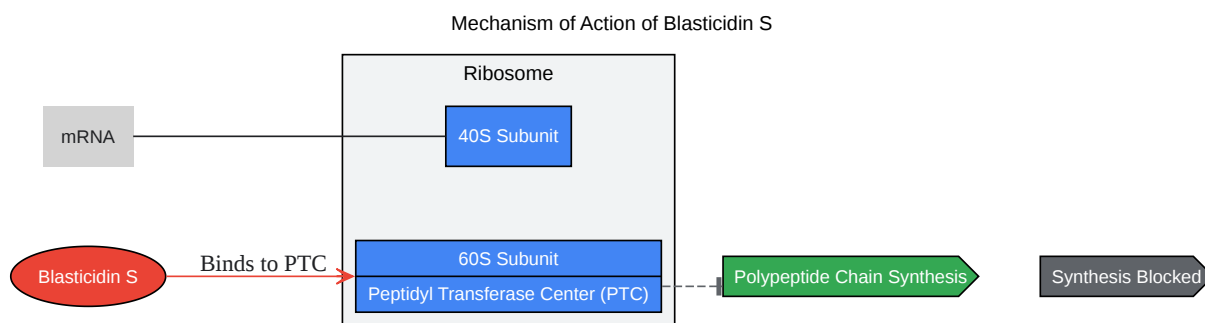 Mechanism of Action of Blasticidin S
Ribosome
mRNA
40S Subunit
Blasticidin S
Binds to PTC
60S Subunit
Peptidyl Transferase Center (PTC)
Polypeptide Chain Synthesis
Synthesis Blocked